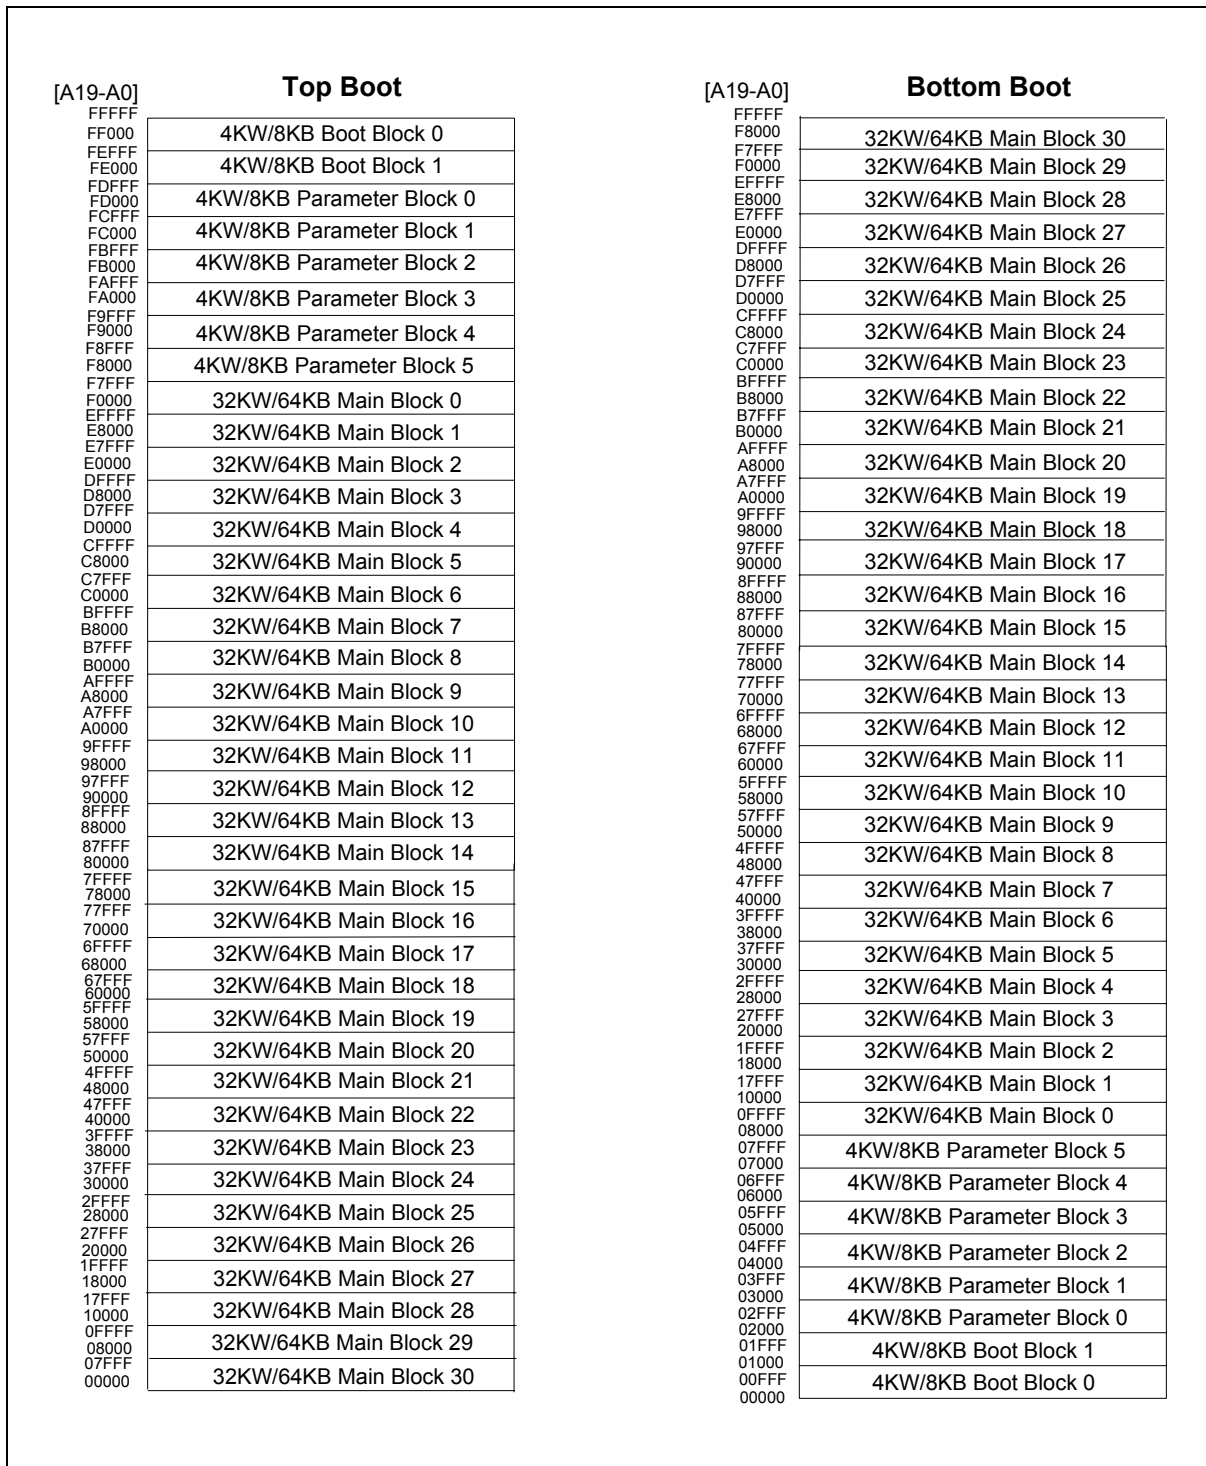 Top Boot
[A19-A0]
FFFFF
FF000 4KW/8KB Boot Block 0
FEFFF
FE000 4KW/8KB Boot Block 1
FDFFF
FD000 4KW/8KB Parameter Block 0
FCFFF
FC000 4KW/8KB Parameter Block 1
FBFFF
FB000 4KW/8KB Parameter Block 2
FAFFF
FA000 4KW/8KB Parameter Block 3
F9FFF
F9000 4KW/8KB Parameter Block 4
F8FFF
F8000 4KW/8KB Parameter Block 5
F7FFF
F0000 32KW/64KB Main Block 0
EFFFF
E8000 32KW/64KB Main Block 1
E7FFF
E0000 32KW/64KB Main Block 2
DFFFF
D8000 32KW/64KB Main Block 3
D7FFF
D0000 32KW/64KB Main Block 4
CFFFF
C8000 32KW/64KB Main Block 5
C7FFF
C0000 32KW/64KB Main Block 6
BFFFF
B8000 32KW/64KB Main Block 7
B7FFF
B0000 32KW/64KB Main Block 8
AFFFF
A8000 32KW/64KB Main Block 9
A7FFF
A0000 32KW/64KB Main Block 10
9FFFF
98000 32KW/64KB Main Block 11
97FFF
90000 32KW/64KB Main Block 12
8FFFF
88000 32KW/64KB Main Block 13
87FFF
80000 32KW/64KB Main Block 14
7FFFF
78000 32KW/64KB Main Block 15
77FFF
70000 32KW/64KB Main Block 16
6FFFF
68000 32KW/64KB Main Block 17
67FFF
60000 32KW/64KB Main Block 18
5FFFF
58000 32KW/64KB Main Block 19
57FFF
50000 32KW/64KB Main Block 20
4FFFF
48000 32KW/64KB Main Block 21
47FFF
40000 32KW/64KB Main Block 22
3FFFF
38000 32KW/64KB Main Block 23
37FFF
30000 32KW/64KB Main Block 24
2FFFF
28000 32KW/64KB Main Block 25
27FFF
20000 32KW/64KB Main Block 26
1FFFF
18000 32KW/64KB Main Block 27
17FFF
10000 32KW/64KB Main Block 28
0FFFF
08000 32KW/64KB Main Block 29
07FFF
00000 32KW/64KB Main Block 30
Bottom Boot
[A19-A0]
FFFFF
F8000 32KW/64KB Main Block 30
F7FFF
F0000 32KW/64KB Main Block 29
EFFFF
E8000 32KW/64KB Main Block 28
E7FFF
E0000 32KW/64KB Main Block 27
DFFFF
D8000 32KW/64KB Main Block 26
D7FFF
D0000 32KW/64KB Main Block 25
CFFFF
C8000 32KW/64KB Main Block 24
C7FFF
C0000 32KW/64KB Main Block 23
BFFFF
B8000 32KW/64KB Main Block 22
B7FFF
B0000 32KW/64KB Main Block 21
AFFFF
A8000 32KW/64KB Main Block 20
A7FFF
A0000 32KW/64KB Main Block 19
9FFFF
98000 32KW/64KB Main Block 18
97FFF
90000 32KW/64KB Main Block 17
8FFFF
88000 32KW/64KB Main Block 16
87FFF
80000 32KW/64KB Main Block 15
7FFFF
78000 32KW/64KB Main Block 14
77FFF
70000 32KW/64KB Main Block 13
6FFFF
68000 32KW/64KB Main Block 12
67FFF
60000 32KW/64KB Main Block 11
5FFFF
58000 32KW/64KB Main Block 10
57FFF
50000 32KW/64KB Main Block 9
4FFFF
48000 32KW/64KB Main Block 8
47FFF
40000 32KW/64KB Main Block 7
3FFFF
38000 32KW/64KB Main Block 6
37FFF
30000 32KW/64KB Main Block 5
2FFFF
28000 32KW/64KB Main Block 4
27FFF
20000 32KW/64KB Main Block 3
1FFFF
18000 32KW/64KB Main Block 2
17FFF
10000 32KW/64KB Main Block 1
0FFFF
08000 32KW/64KB Main Block 0
07FFF
07000 4KW/8KB Parameter Block 5
06FFF
06000 4KW/8KB Parameter Block 4
05FFF
05000 4KW/8KB Parameter Block 3
04FFF
04000 4KW/8KB Parameter Block 2
03FFF
03000 4KW/8KB Parameter Block 1
02FFF
02000 4KW/8KB Parameter Block 0
01FFF
01000 4KW/8KB Boot Block 1
00FFF
00000 4KW/8KB Boot Block 0